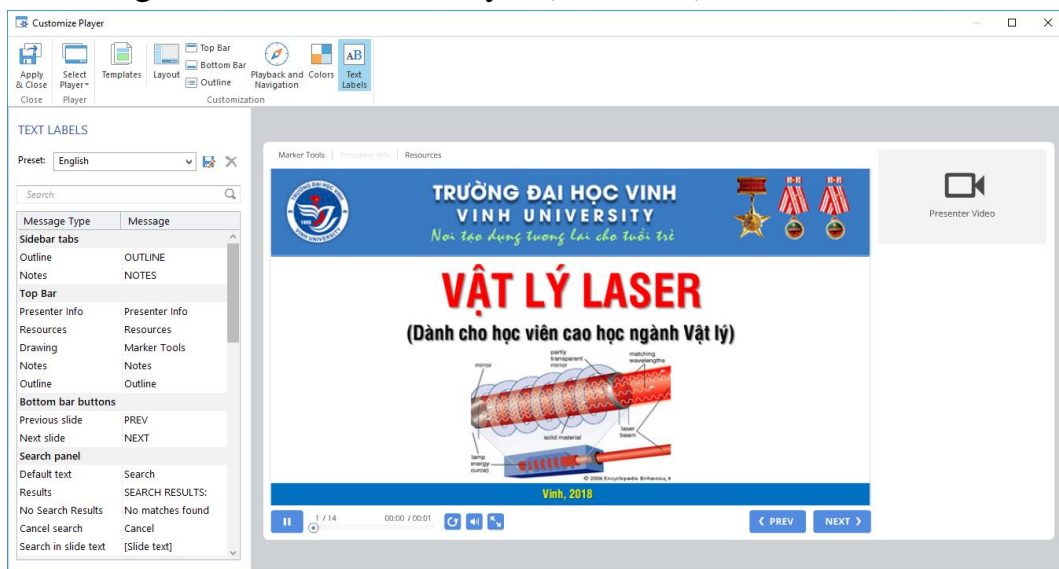 Customize Player
Top Bar
Bottom Bar
Outline
Apply & Close
Select Player
Templates
Layout
Playback and Navigation
Colors
AB
Text Labels
Close
Player
Customization
TEXT LABELS
Preset: English
Search
Message Type Message
Sidebar tabs
Outline OUTLINE
Notes NOTES
Top Bar
Presenter Info Presenter Info
Resources Resources
Drawing Marker Tools
Notes Notes
Outline Outline
Bottom bar buttons
Previous slide PREV
Next slide NEXT
Search panel
Default text Search
Results SEARCH RESULTS:
No Search Results No matches found
Cancel search Cancel
Search in slide text [Slide text]
Marker Tools Presenter Info Resources
TRƯỜNG ĐẠI HỌC VINH
VINH UNIVERSITY
Nơi tạo dựng tương lai cho tuổi trẻ
VẬT LÝ LASER
(Dành cho học viên cao học ngành Vật lý)
mirror
partly transparent mirror
matching wavelengths
solid material
laser beam
lamp
energy
ource)
© 2006 Encyclopædia Britannica, I
Vinh, 2018
1 / 14 00:00 / 00:01
PREV NEXT
Presenter Video